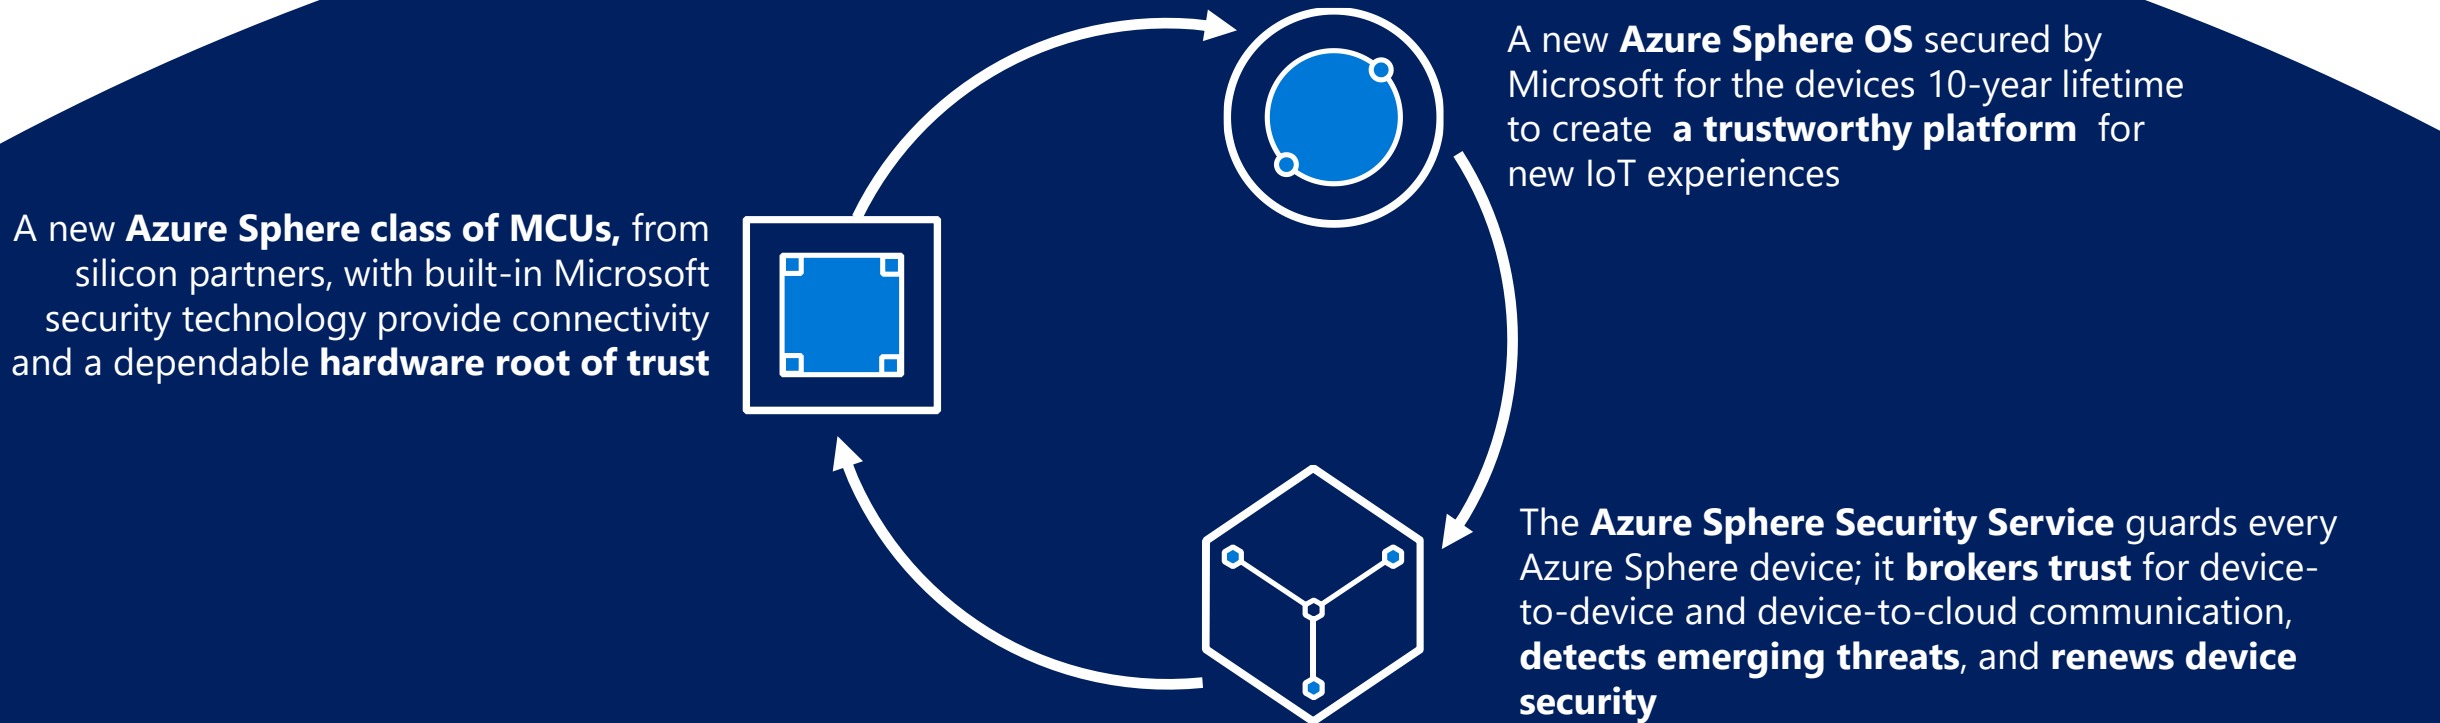 A new Azure Sphere class of MCUs, from
silicon partners, with built-in Microsoft
security technology provide connectivity
and a dependable hardware root of trust
A new Azure Sphere OS secured by
Microsoft for the devices 10-year lifetime
to create a trustworthy platform for
new IoT experiences
The Azure Sphere Security Service guards every
Azure Sphere device; it brokers trust for device-
to-device and device-to-cloud communication,
detects emerging threats, and renews device
security